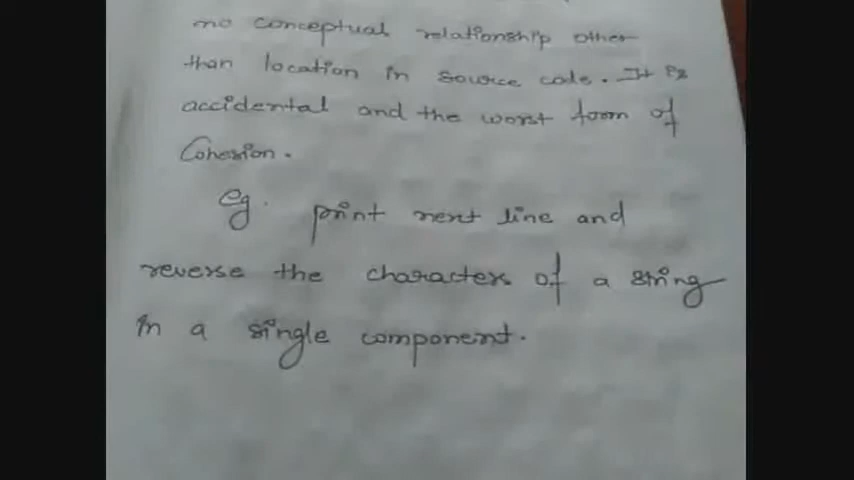 no conceptual relationship other
than location in source code. It is
accidental and the worst form of
Cohesion.
eg. print next line and
reverse the characters of a string
in a single component.